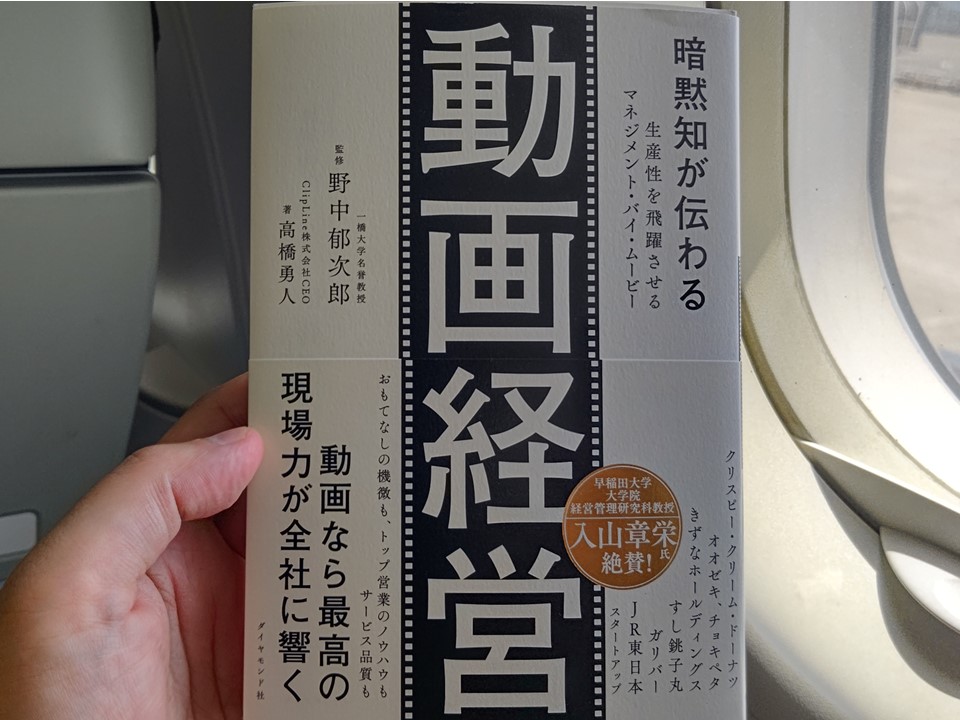 暗黙知が伝わる
生産性を飛躍させる
マネジメント・バイ・ムービー
動画経営
一橋大学名誉教授
監修 野中郁次郎
ClipLine株式会社CEO
著 高橋勇人
クリスピー・クリーム・ドーナツ
オオゼキ、チョキペタ
きずなホールディングス
すし銚子丸
ガリバー
JR東日本
スタートアップ
早稲田大学
大学院
経営管理研究科教授
入山章栄氏
絶賛!
おもてなしの機微も、トップ営業のノウハウも
サービス品質も
動画なら最高の
現場力が全社に響く
ダイヤモンド社